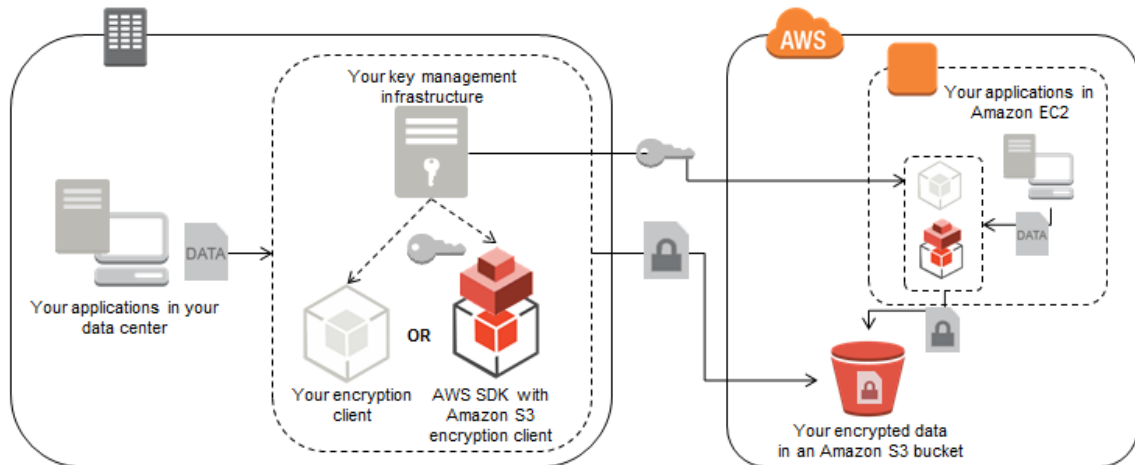 Your key management
infrastructure
DATA
Your applications in your
data center
OR
Your encryption
client
AWS SDK with
Amazon S3
encryption client
AWS
Your applications in
Amazon EC2
DATA
Your encrypted data
in an Amazon S3 bucket